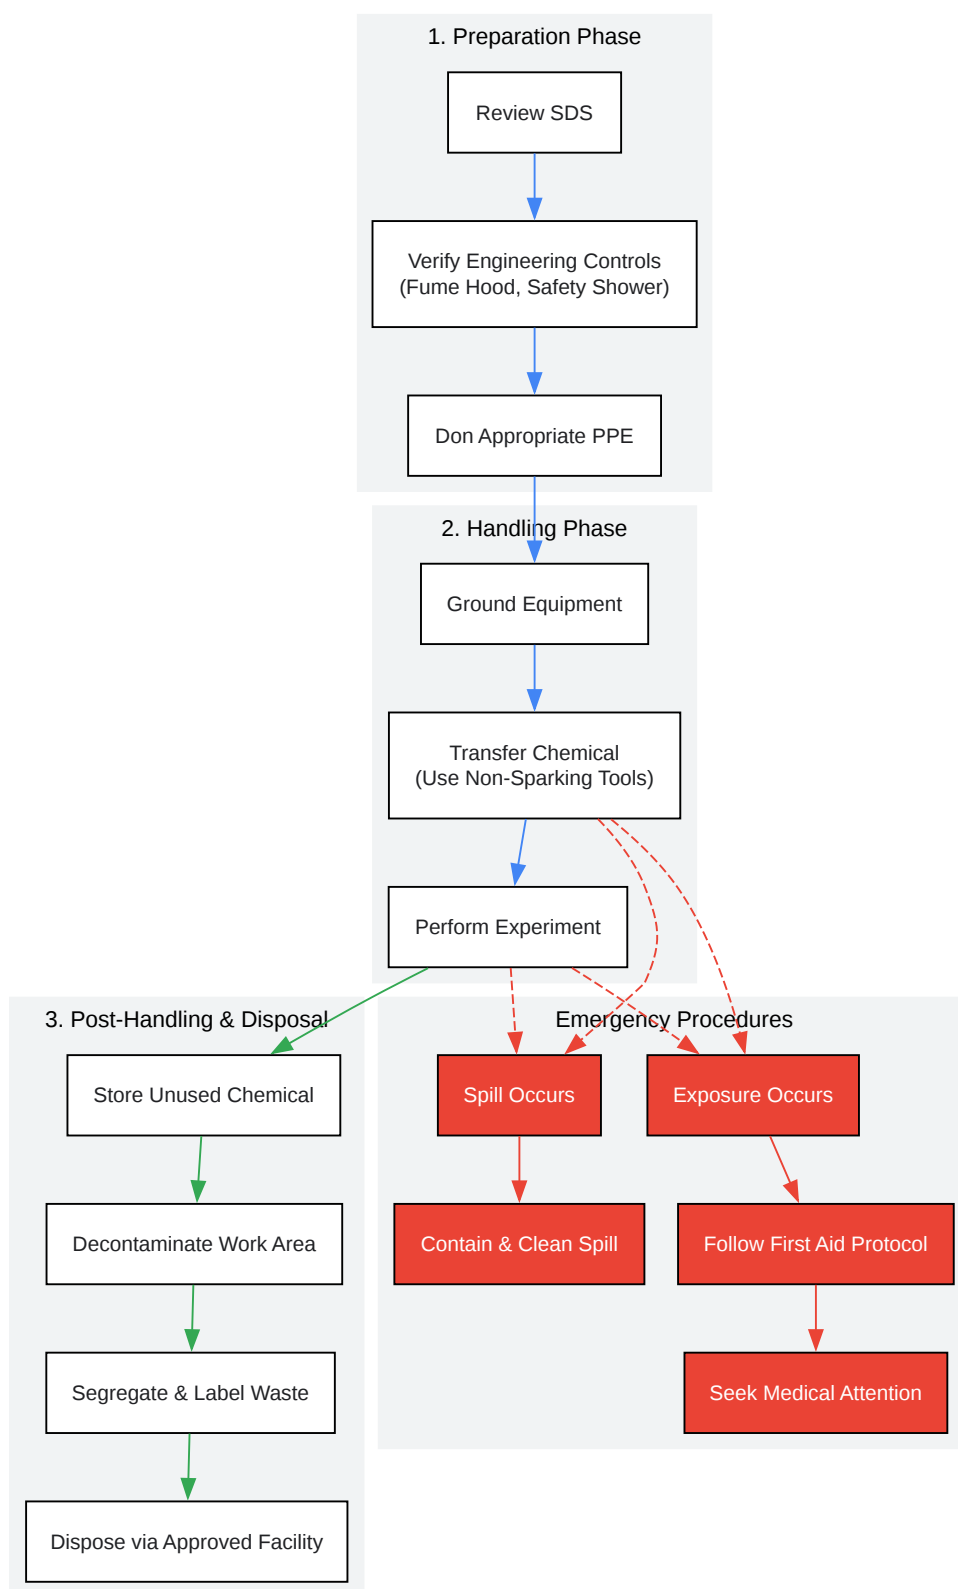 1. Preparation Phase
Review SDS
Verify Engineering Controls
(Fume Hood, Safety Shower)
Don Appropriate PPE
2. Handling Phase
Ground Equipment
Transfer Chemical
(Use Non-Sparking Tools)
Perform Experiment
3. Post-Handling & Disposal
Store Unused Chemical
Decontaminate Work Area
Segregate & Label Waste
Dispose via Approved Facility
Emergency Procedures
Spill Occurs
Contain & Clean Spill
Exposure Occurs
Follow First Aid Protocol
Seek Medical Attention